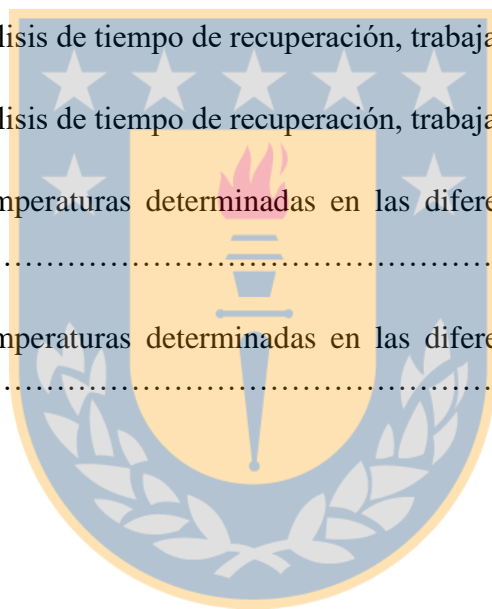 lisis de tiempo de recuperación, trabaja
lisis de tiempo de recuperación, trabaja
mperaturas determinadas en las difere
……………………………………………
mperaturas determinadas en las difere
……………………………………………